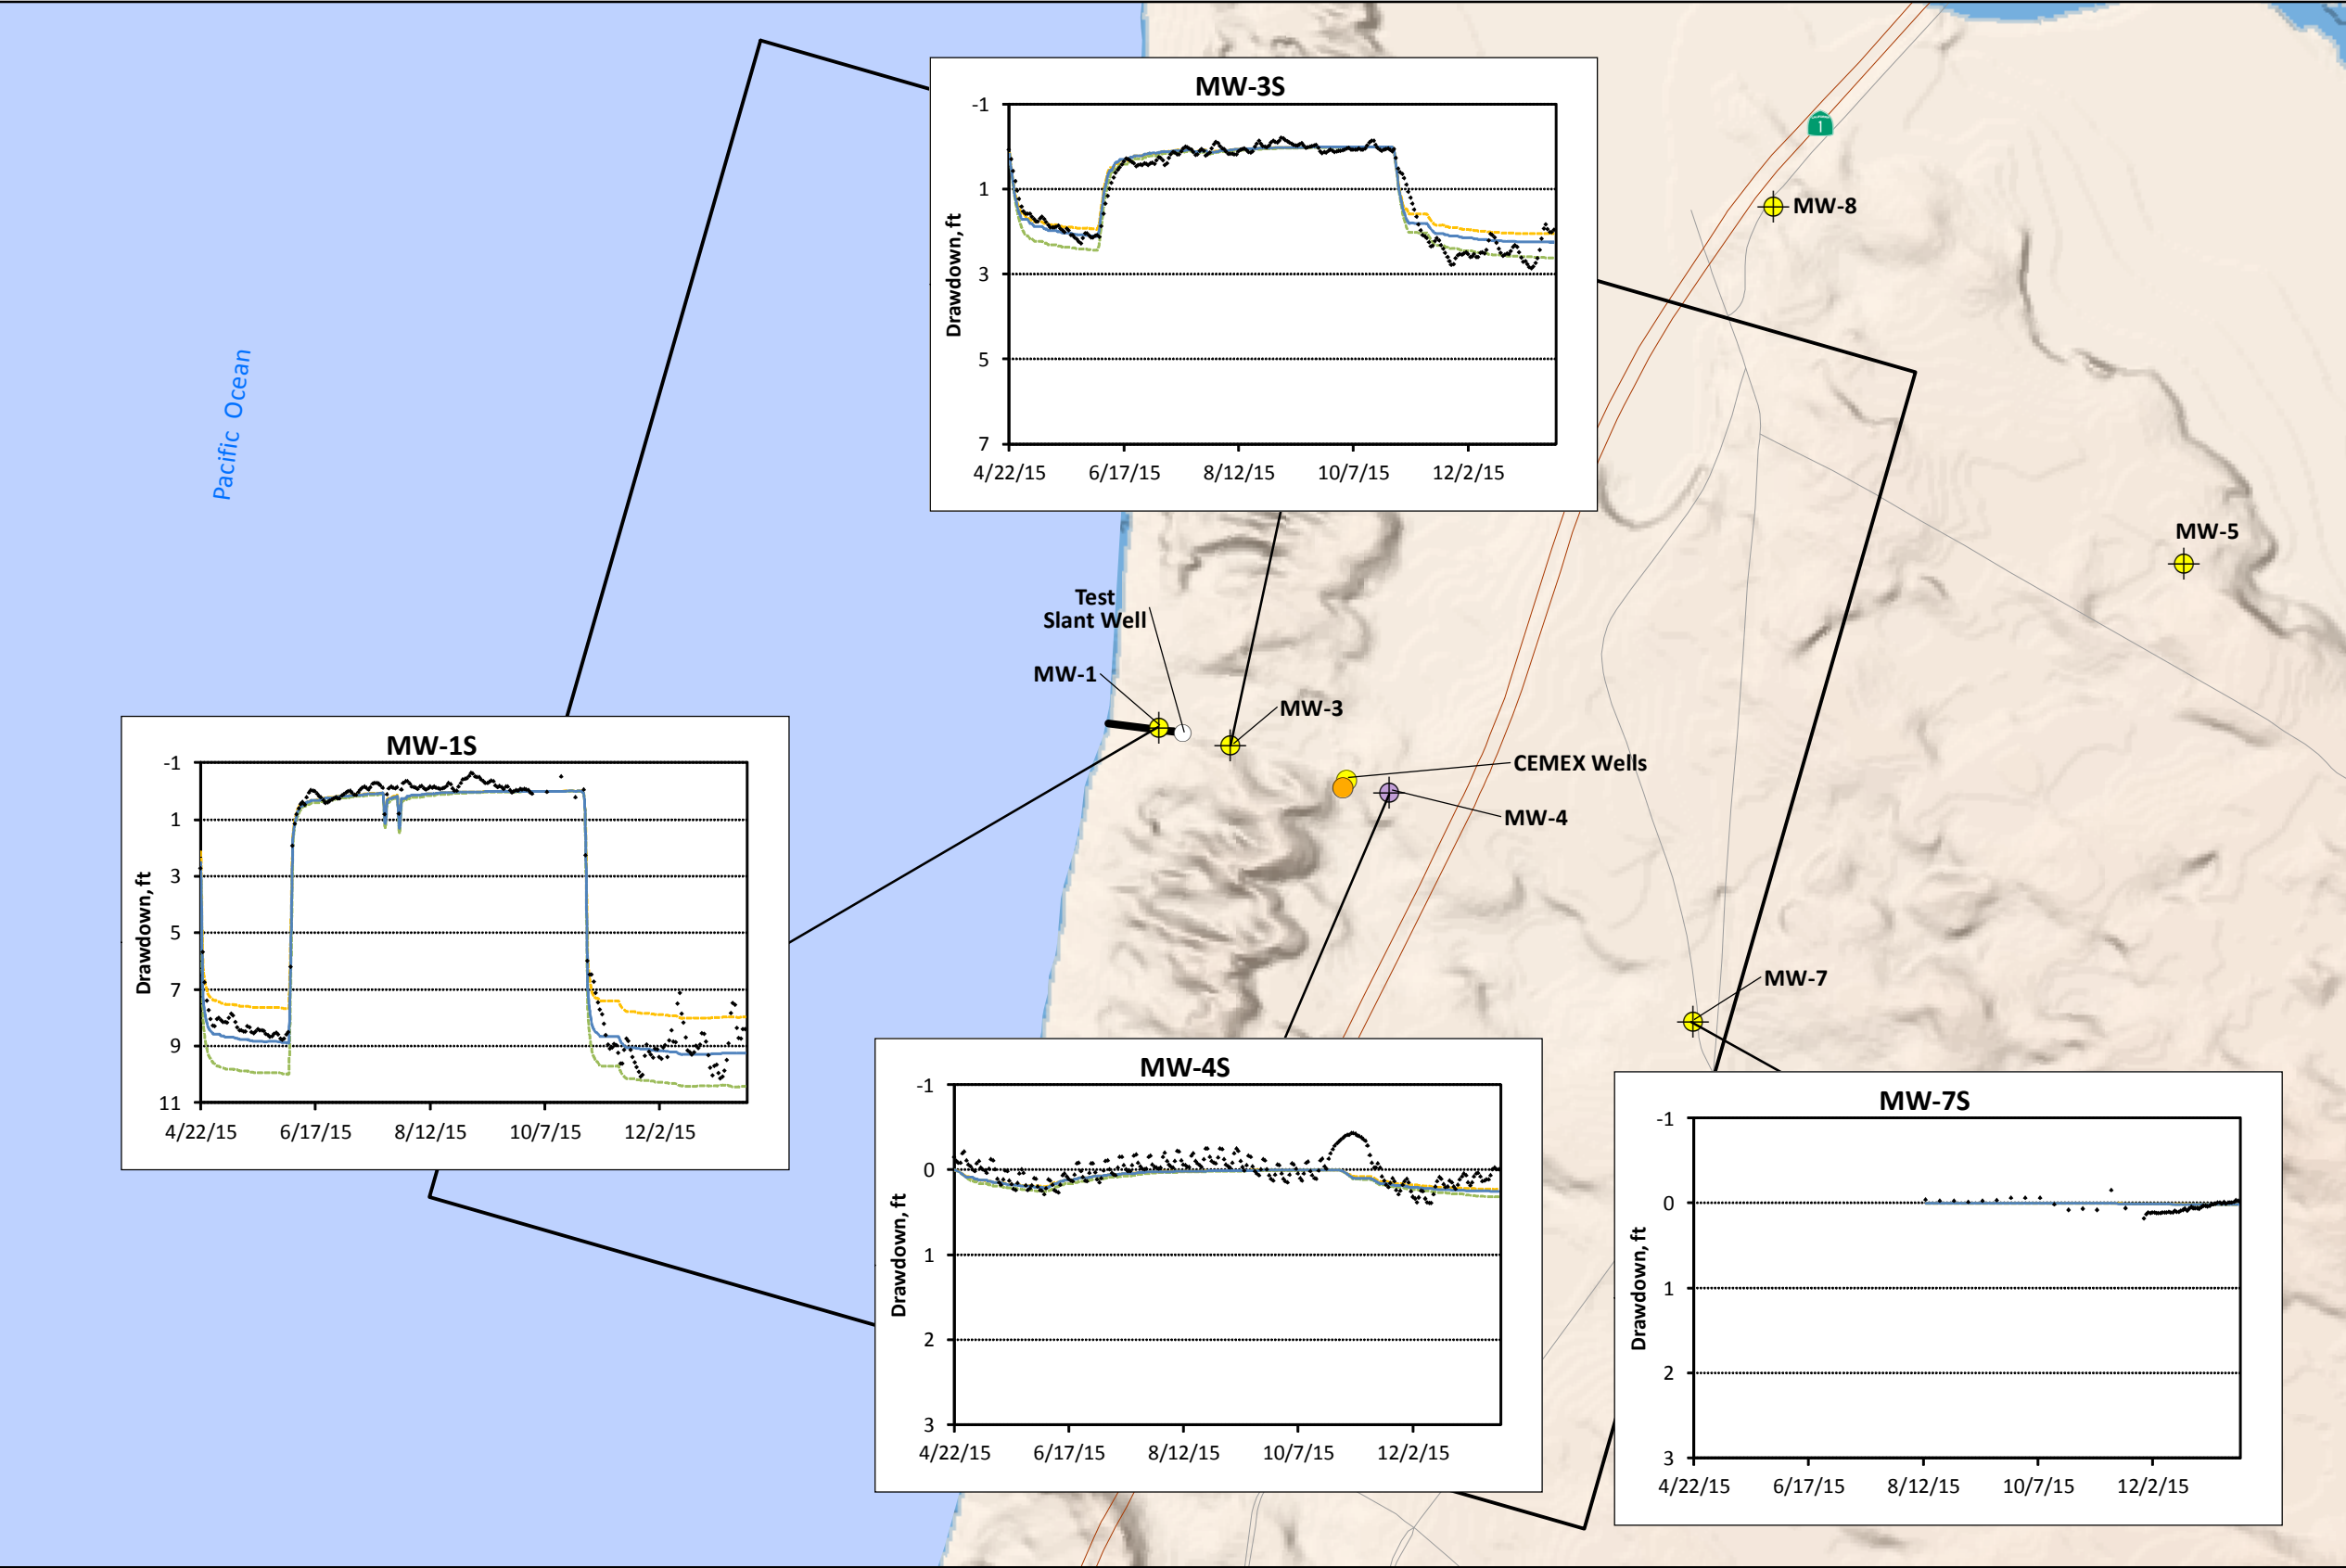 MW-3S
-1
1
3
5
7
Drawdown, ft
4/22/15 6/17/15 8/12/15 10/7/15 12/2/15
1
MW-8
Pacific Ocean
MW-5
Test
Slant Well
MW-1
MW-3
CEMEX Wells
MW-4
MW-7
MW-1S
-1
1
3
5
7
9
11
Drawdown, ft
4/22/15 6/17/15 8/12/15 10/7/15 12/2/15
MW-4S
-1
0
1
2
3
Drawdown, ft
4/22/15 6/17/15 8/12/15 10/7/15 12/2/15
MW-7S
-1
0
1
2
3
Drawdown, ft
4/22/15 6/17/15 8/12/15 10/7/15 12/2/15